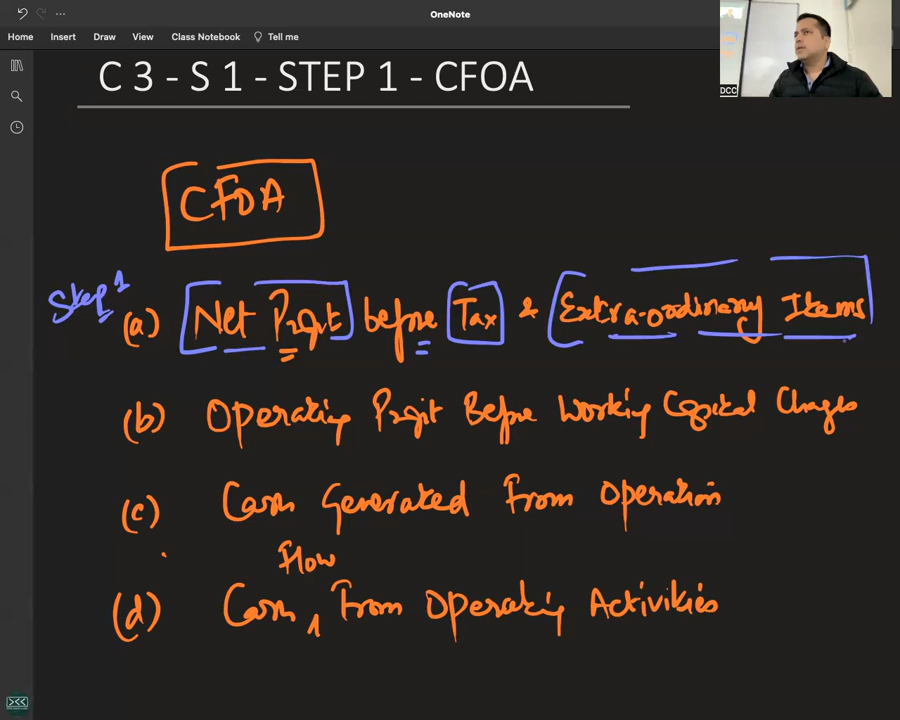 OneNote
Home Insert Draw View Class Notebook Tell me
C 3 - S 1 - STEP 1 - CFOA
DCC
CFOA
Step 1
(a) Net Profit before Tax & Extra-ordinary Items
(b) Operating Profit Before Working Capital Changes
(c) Cash Generated From Operation
Flow
(d) Cash From Operating Activities